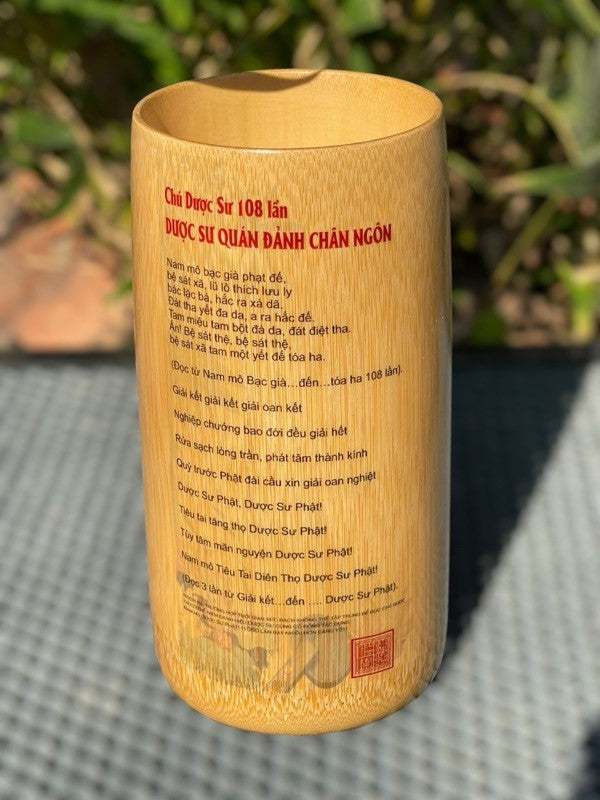 Chú Dược Sư 108 lần
DƯỢC SƯ QUÁN ĐẢNH CHÂN NGÔN
Nam mô bạc già phạt đế,
bệ sát xã, lũ lô thích lưu ly
bác lặc bà, hắc ra xà dã,
Đát tha yết đa dạ, a ra hắc đế.
Tam miệu tam bột đà da, đát điệt tha.
Án! Bệ sát thệ, bệ sát thệ,
bệ sát xã tam một yết đế tóa ha.
(Đọc từ Nam mô Bạc già...đến...tóa ha 108 lần).
Giải kết giải kết giải oan kết
Nghiệp chướng bao đời đều giải hết
Rửa sạch lòng trần, phát tâm thành kính
Quỳ trước Phật đài cầu xin giải oan nghiệt
Dược Sư Phật, Dược Sư Phật!
Tiêu tai tăng thọ Dược Sư Phật!
Tùy tâm mãn nguyện Dược Sư Phật!
Nam mô Tiêu Tai Diên Thọ Dược Sư Phật!
(Đọc 3 lần từ Giải kết...đến .... Dược Sư Phật).